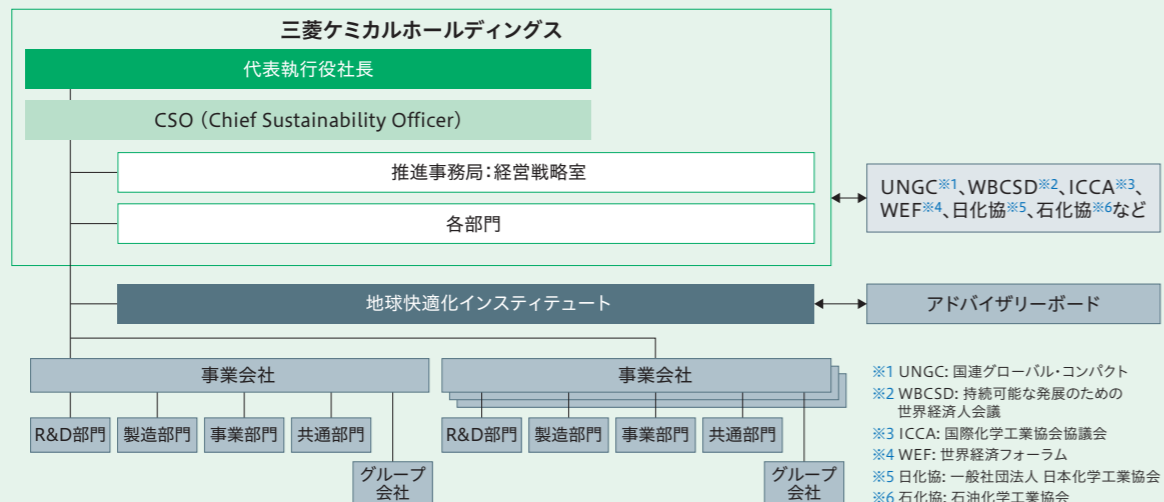 三菱ケミカルホールディングス
代表執行役社長
CSO（Chief Sustainability Officer）
推進事務局：経営戦略室
各部門
UNGC※1、WBCSD※2、ICCA※3、
WEF※4、日化協※5、石化協※6など
地球快適化インスティテュート
アドバイザリーボード
事業会社
R&D部門
製造部門
事業部門
共通部門
グループ
会社
事業会社
R&D部門
製造部門
事業部門
共通部門
グループ
会社
※1 UNGC: 国連グローバル・コンパクト
※2 WBCSD: 持続可能な発展のための
世界経済人会議
※3 ICCA: 国際化学工業協会協議会
※4 WEF: 世界経済フォーラム
※5 日化協: 一般社団法人 日本化学工業協会
※6 石化協: 石油化学工業協会